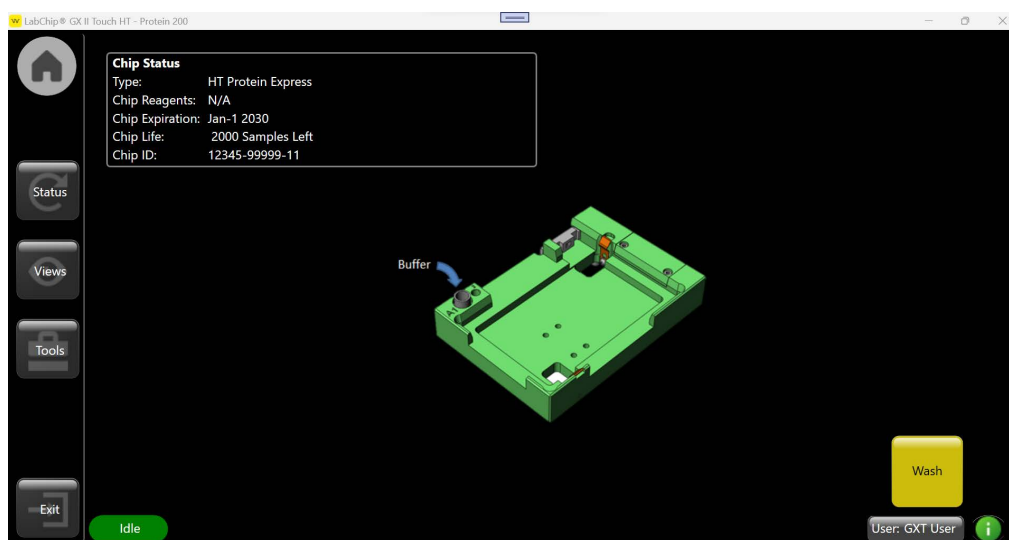 W LabChip® GX II Touch HT - Protein 200
Chip Status
Type: HT Protein Express
Chip Reagents: N/A
Chip Expiration: Jan-1 2030
Chip Life: 2000 Samples Left
Chip ID: 12345-99999-11
Status
Views
Tools
Exit
Buffer
A1
Wash
Idle
User: GXT User
i